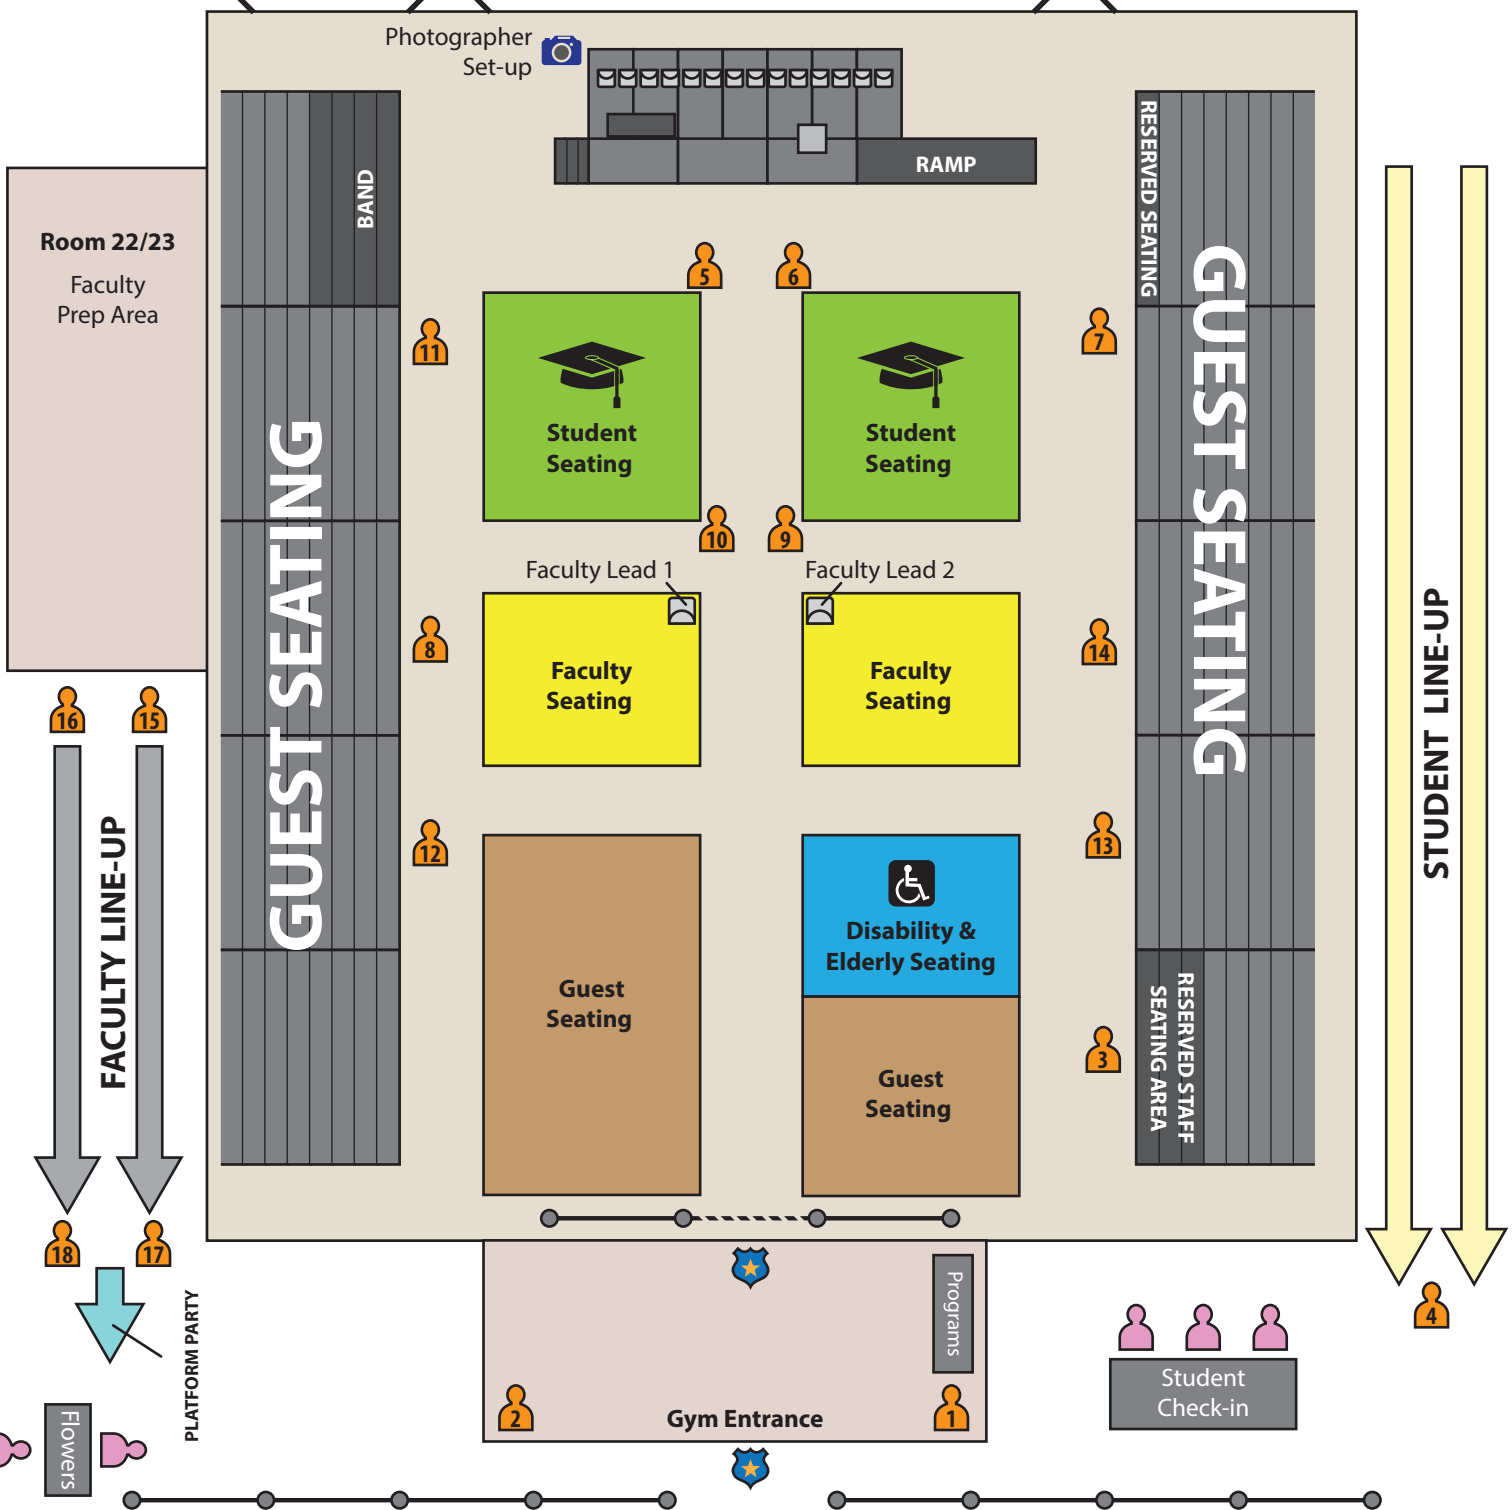 Photographer
Set-up
RAMP
BAND
RESERVED SEATING
Room 22/23
Faculty
Prep Area
5
6
11
7
GUEST SEATING
GUEST SEATING
Student
Seating
Student
Seating
10
9
Faculty Lead 1
Faculty Lead 2
8
14
Faculty
Seating
Faculty
Seating
16
15
STUDENT LINE-UP
FACULTY LINE-UP
12
13
Disability &
Elderly Seating
Guest
Seating
Guest
Seating
3
RESERVED STAFF
SEATING AREA
18
17
PLATFORM PARTY
Programs
4
Student
Check-in
2
Gym Entrance
1
Flowers